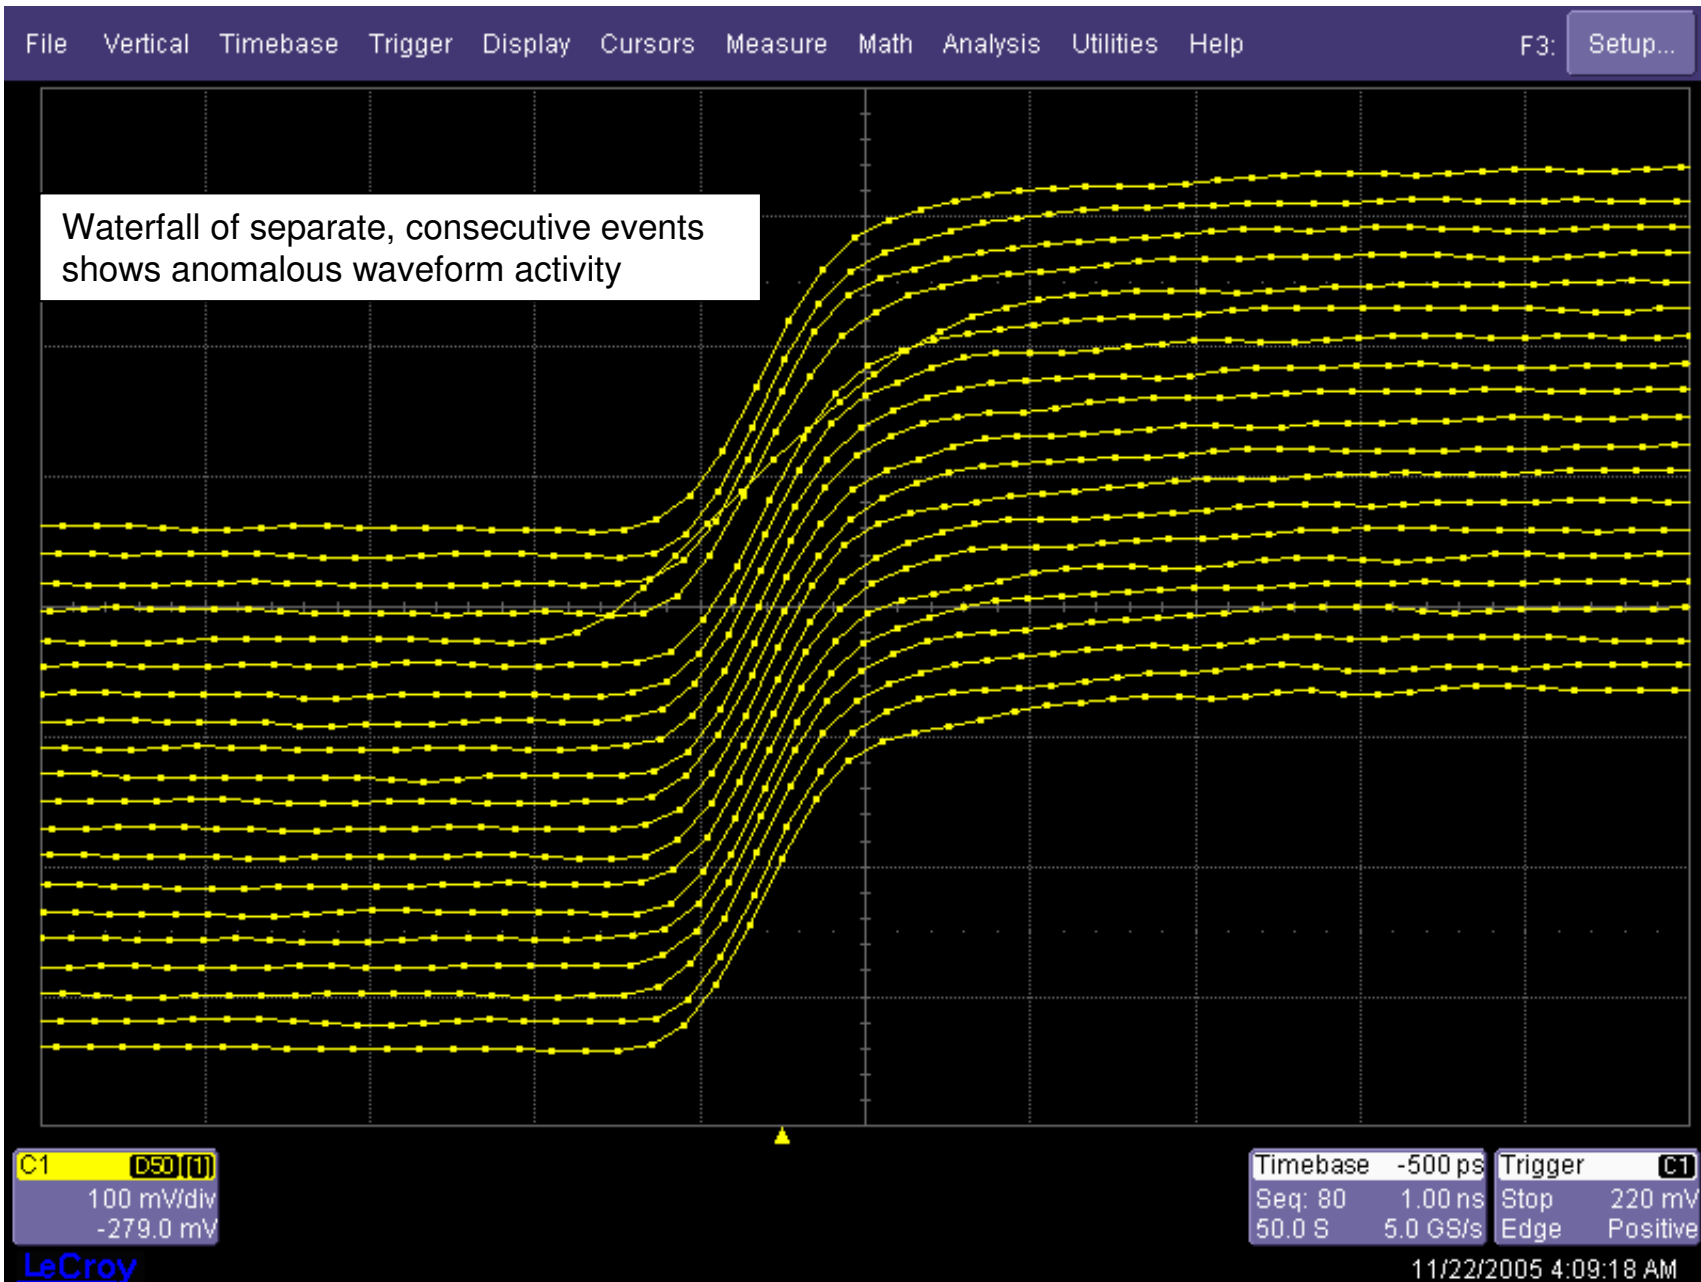 File Vertical Timebase Trigger Display Cursors Measure Math Analysis Utilities Help F3: Setup...
Waterfall of separate, consecutive events
shows anomalous waveform activity
C1 D50 [1]
100 mV/div
-279.0 mV
Timebase -500 ps
Seq: 80 1.00 ns
50.0 S 5.0 GS/s
Trigger C1
Stop 220 mV
Edge Positive
LeCroy
11/22/2005 4:09:18 AM